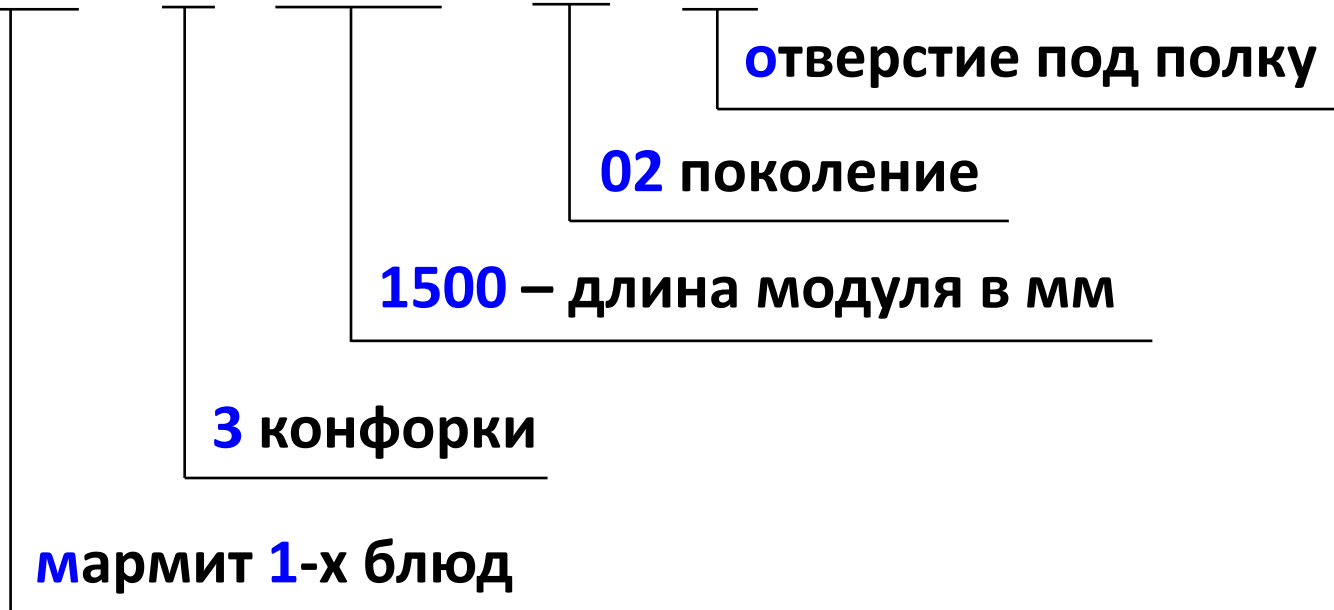 отверстие под полку
02 поколение
1500 – длина модуля в мм
3 конфорки
мармит 1-х блюд